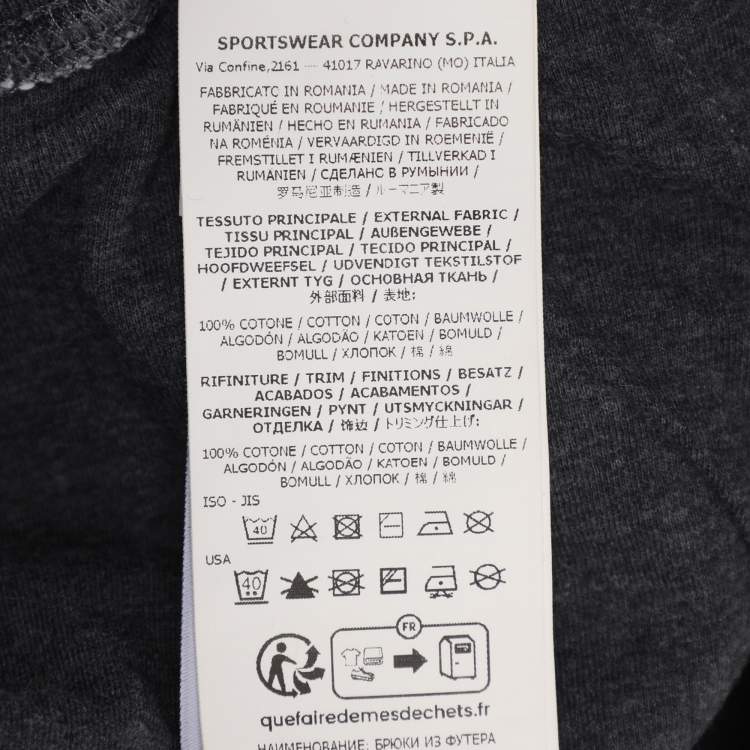 SPORTSWEAR COMPANY S.P.A.
Via Confine,2161 — 41017 RAVARINO (MO) ITALIA
FABBRICATO IN ROMANIA / MADE IN ROMANIA /
FABRIQUÉ EN ROUMANIE / HERGESTELLT IN
RUMÄNIEN / HECHO EN RUMANIA / FABRICADO
NA ROMÉNIA / VERVAARDIGD IN ROEMENIË /
FREMSTILLET I RUMÆNIEN / TILLVERKAD I
RUMÄNIEN / СДЕЛАНО В РУМЫНИИ /
罗马尼亚制造 / ルーマニア製
TESSUTO PRINCIPALE / EXTERNAL FABRIC /
TISSU PRINCIPAL / AUßENGEWEBE /
TEJIDO PRINCIPAL / TECIDO PRINCIPAL /
HOOFDWEEFSEL / UDVENDIGT TEKSTILSTOF
/ EXTERNT TYG / ОСНОВНАЯ ТКАНЬ /
外部面料 / 表地:
100% COTONE / COTTON / COTON / BAUMWOLLE /
ALGODÓN / ALGODÃO / KATOEN / BOMULD /
BOMULL / ХЛОПОК / 棉 / 綿
RIFINITURE / TRIM / FINITIONS / BESATZ /
ACABADOS / ACABAMENTOS /
GARNERINGEN / PYNT / UTSMYCKNINGAR /
ОТДЕЛКА / 饰边 / トリミング仕上げ:
100% COTONE / COTTON / COTON / BAUMWOLLE
/ ALGODÓN / ALGODÃO / KATOEN / BOMULD /
BOMULL / ХЛОПОК / 棉 / 綿
ISO - JIS
40
USA
40
FR
quefairedemesdechets.fr
НАИМЕНОВАНИЕ: БРЮКИ ИЗ ФУТЕРА